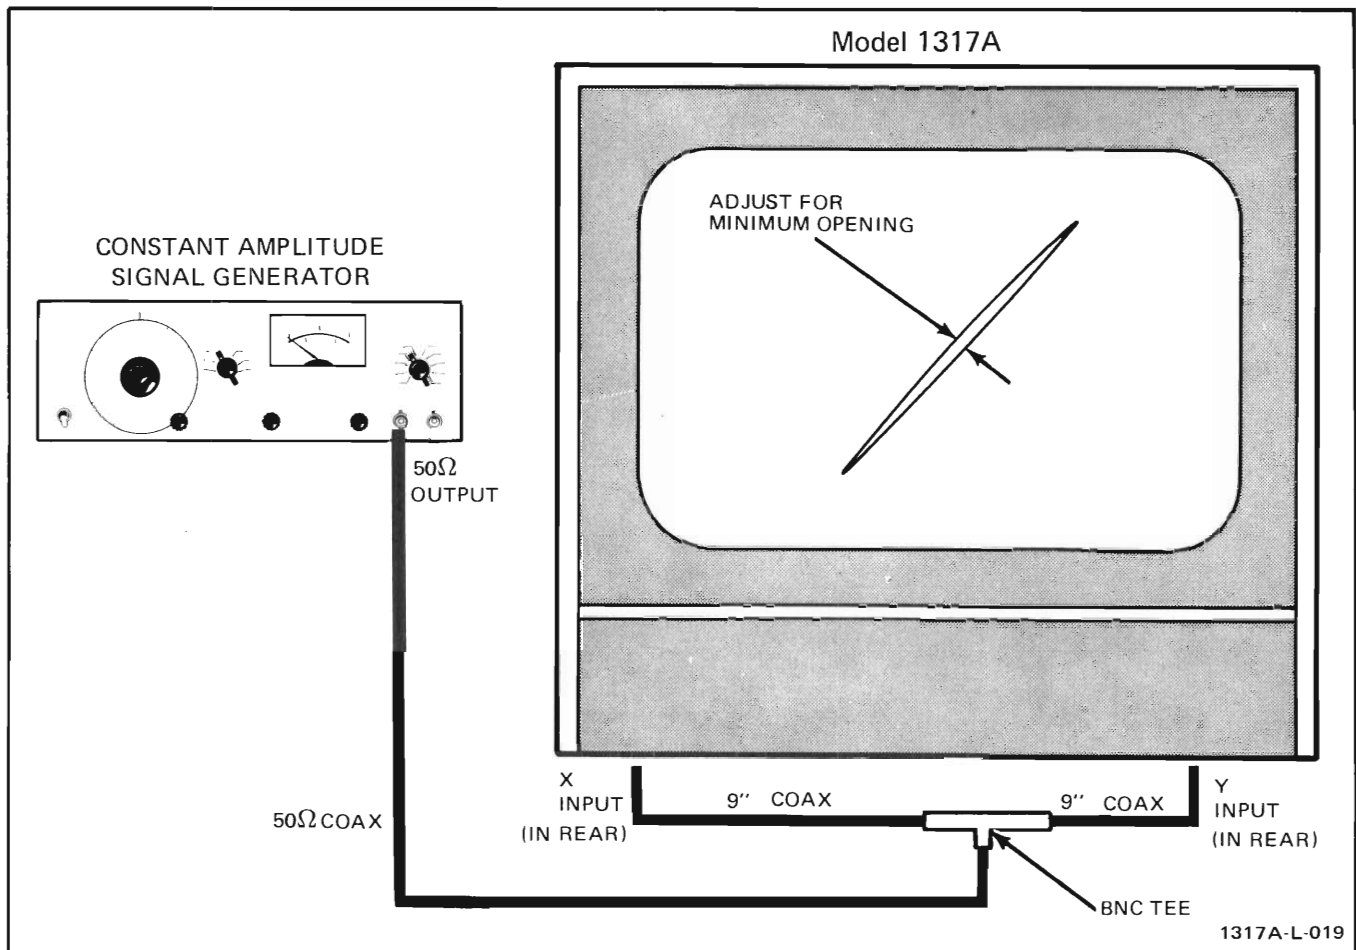 Model 1317A
ADJUST FOR
MINIMUM OPENING
CONSTANT AMPLITUDE
SIGNAL GENERATOR
50Ω
OUTPUT
X
INPUT
(IN REAR)
9" COAX
9" COAX
Y
INPUT
(IN REAR)
50Ω COAX
BNC TEE
1317A-L-019